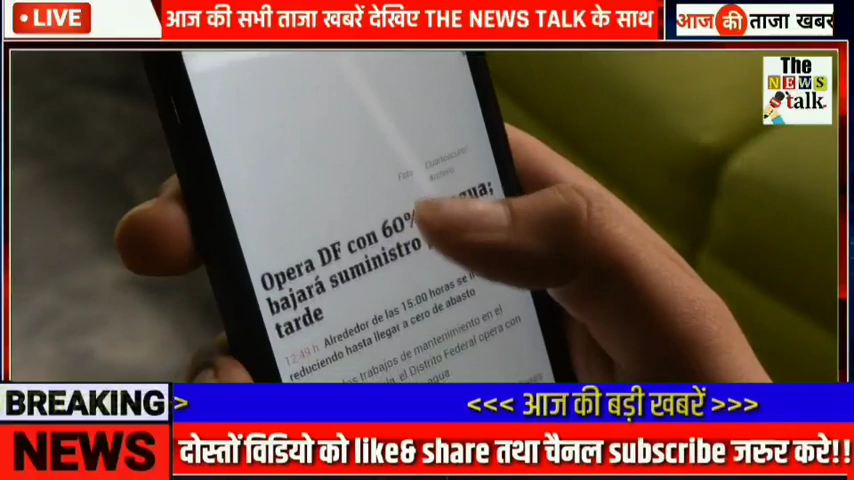 LIVE
आज की सभी ताजा खबरें देखिए THE NEWS TALK के साथ
आज की ताजा खबर
The
NEWS
talk
Foto
Opera DF con 60%
bajará suministro
tarde
12:49 h Alrededor de las 15:00 horas se
reduciendo hasta llegar a cero de abasto
los trabajos de mantenimiento en el
, el Distrito Federal opera con
agua
BREAKING
NEWS
> <<< आज की बड़ी खबरें >>>
दोस्तों विडियो को like& share तथा चैनल subscribe जरुर करे!!